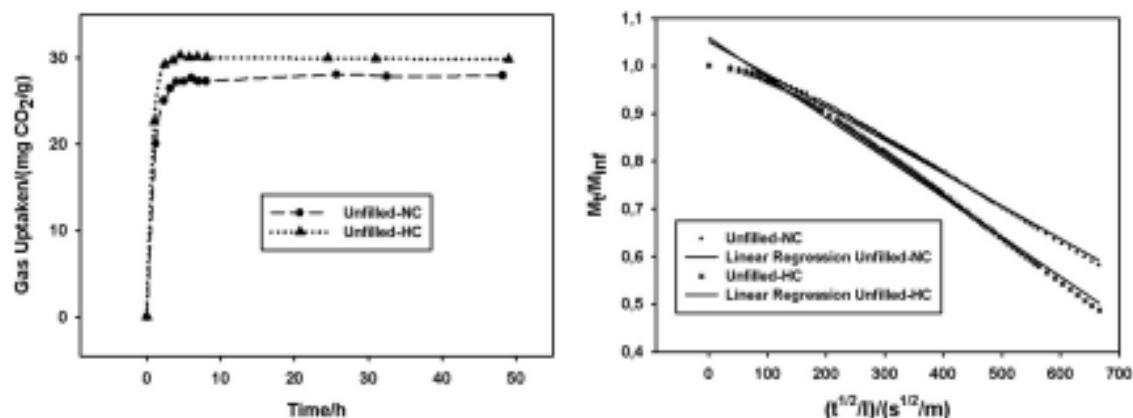 Gas Uptaken/(mg CO2/g)
30
20
10
0
Unfilled-NC
Unfilled-HC
0 10 20 30 40 50
Time/h
Mt/Minf
1,1
1,0
0,9
0,8
0,7
0,6
0,5
0,4
Unfilled-NC
Linear Regression Unfilled-NC
Unfilled-HC
Linear Regression Unfilled-HC
0 100 200 300 400 500 600 700
(t1/2/l)/(s1/2/m)